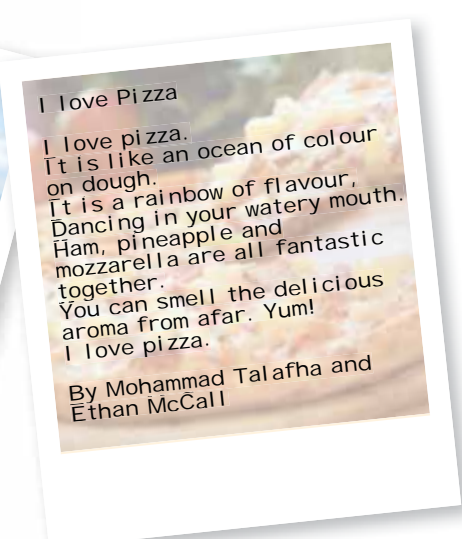 I love Pizza
I love pizza.
It is like an ocean of colour
on dough.
It is a rainbow of flavour,
Dancing in your watery mouth.
Ham, pineapple and
mozzarella are all fantastic
together.
You can smell the delicious
aroma from afar. Yum!
I love pizza.
By Mohammad Talafha and
Ethan McCall